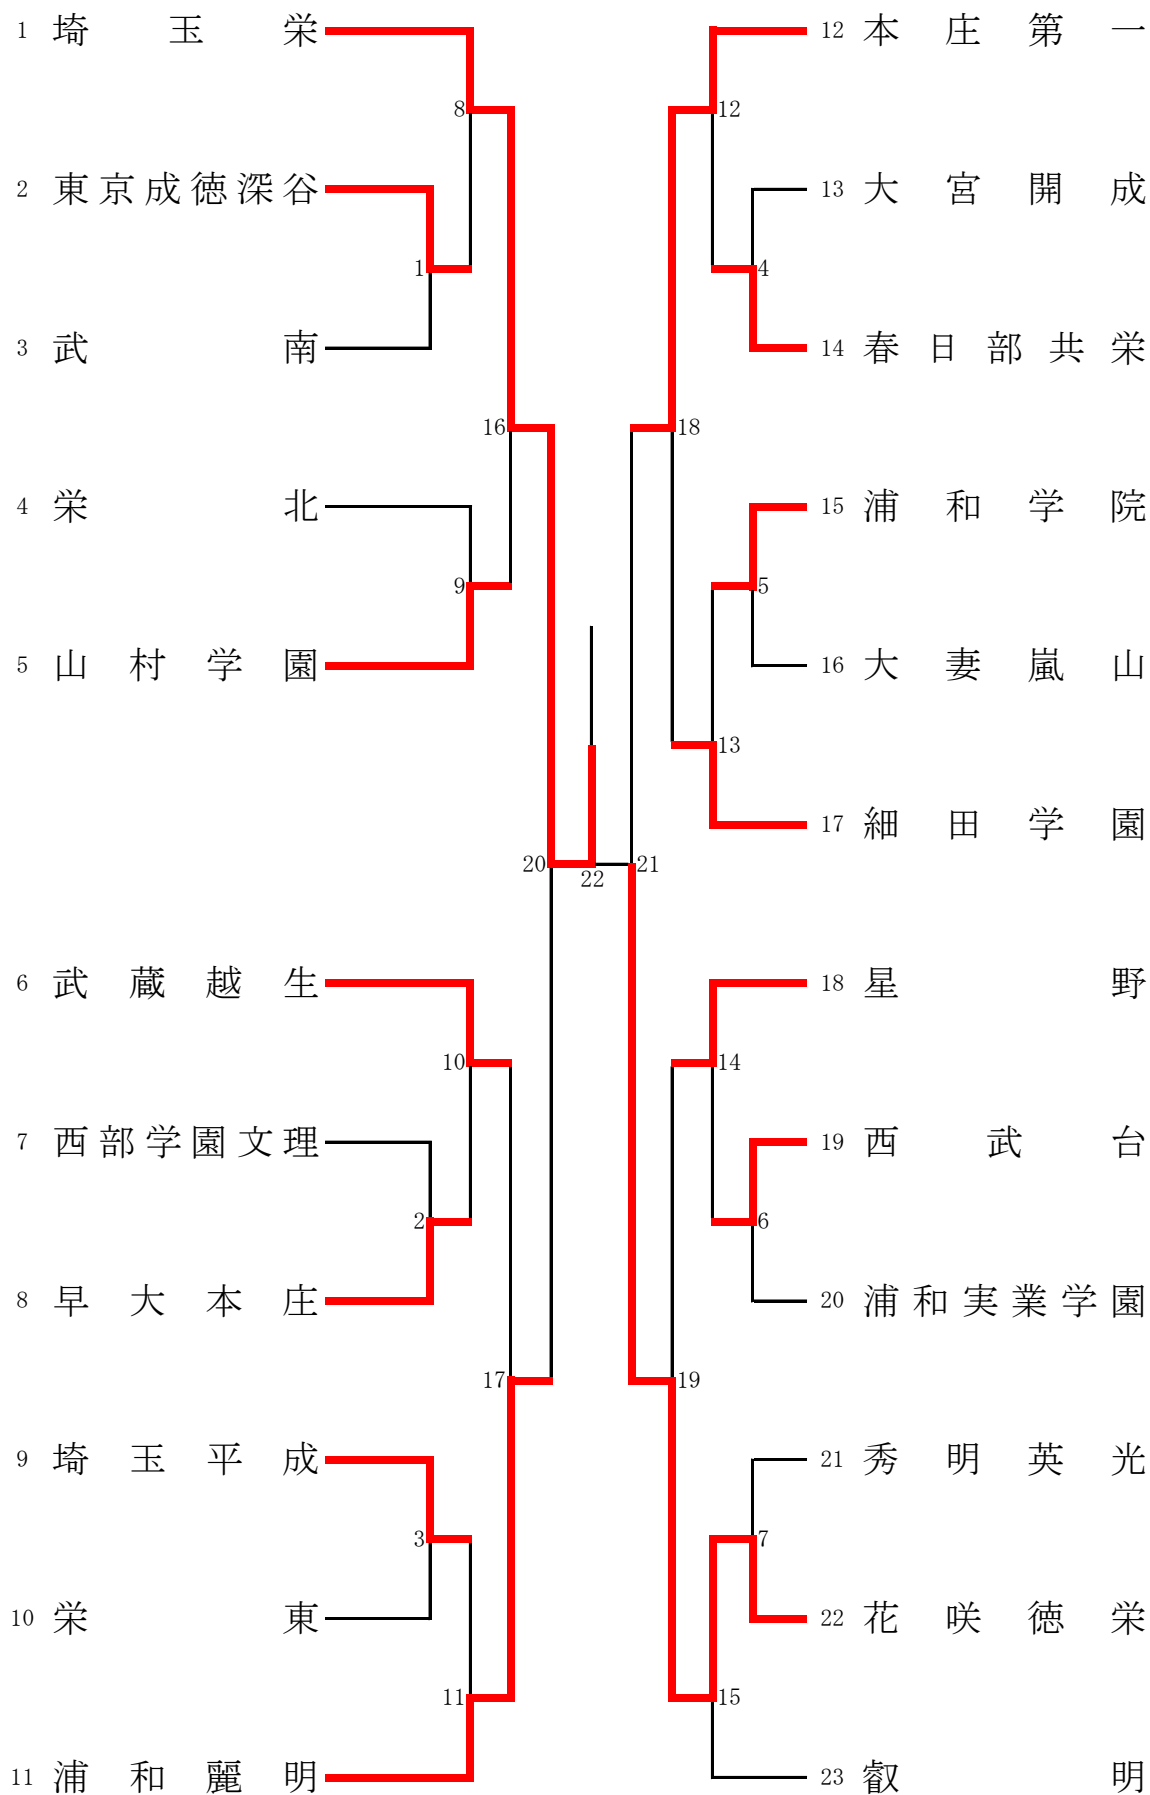 1 埼玉栄
12 本庄第一
8
12
2 東京成徳深谷
13 大宮開成
1
4
3 武南
14 春日部共栄
16
18
4 栄北
15 浦和学院
9
5
5 山村学園
16 大妻嵐山
13
17 細田学園
20
21
22
6 武蔵越生
18 星野
10
14
7 西部学園文理
19 西武台
2
6
8 早大本庄
20 浦和実業学園
17
19
9 埼玉平成
21 秀明英光
3
7
10 栄東
22 花咲徳栄
11
15
11 浦和麗明
23 叡明